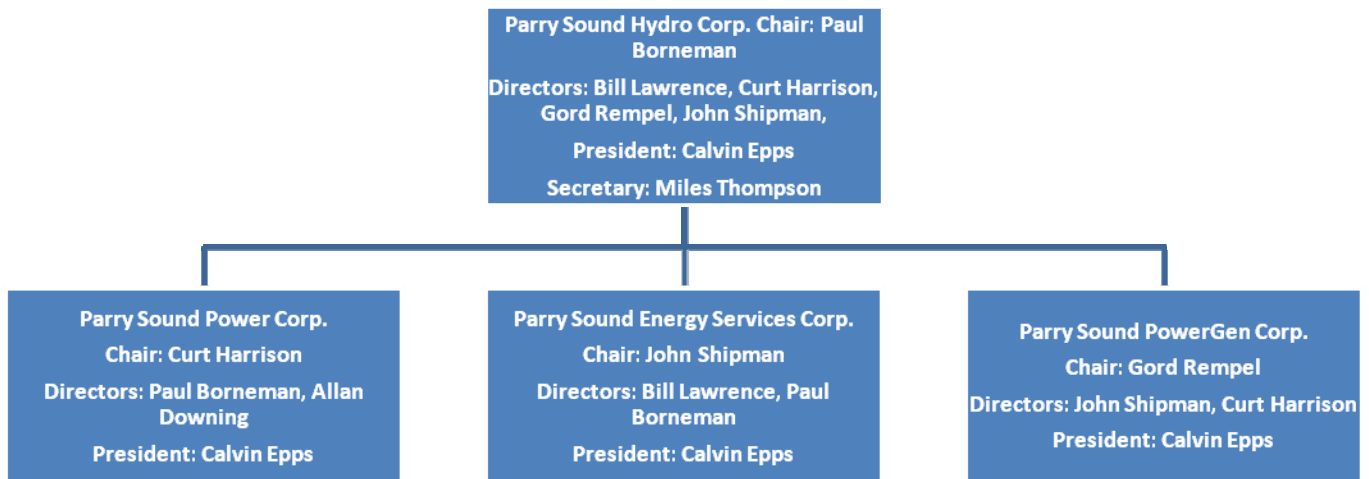 Parry Sound Hydro Corp. Chair: Paul
Borneman
Directors: Bill Lawrence, Curt Harrison,
Gord Rempel, John Shipman,
President: Calvin Epps
Secretary: Miles Thompson
Parry Sound Power Corp.
Chair: Curt Harrison
Directors: Paul Borneman, Allan
Downing
President: Calvin Epps
Parry Sound Energy Services Corp.
Chair: John Shipman
Directors: Bill Lawrence, Paul
Borneman
President: Calvin Epps
Parry Sound PowerGen Corp.
Chair: Gord Rempel
Directors: John Shipman, Curt Harrison
President: Calvin Epps